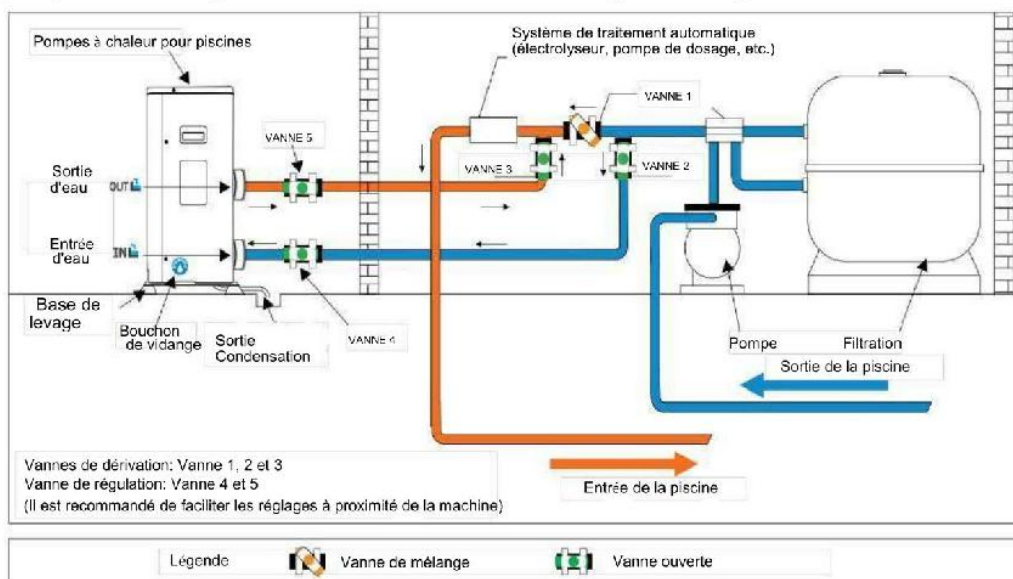 Pompes à chaleur pour piscines
Système de traitement automatique
(électrolyseur, pompe de dosage, etc.)
VANNE 1
VANNE 5
VANNE 3
VANNE 2
Sortie
d'eau
OUT
Entrée
d'eau
IN
Base de
levage
Bouchon
de vidange
Sortie
Condensation
VANNE 4
Pompe
Filtration
Sortie de la piscine
Entrée de la piscine
Vannes de dérivation: Vanne 1, 2 et 3
Vanne de régulation: Vanne 4 et 5
(Il est recommandé de faciliter les réglages à proximité de la machine)
Légende
Vanne de mélange
Vanne ouverte